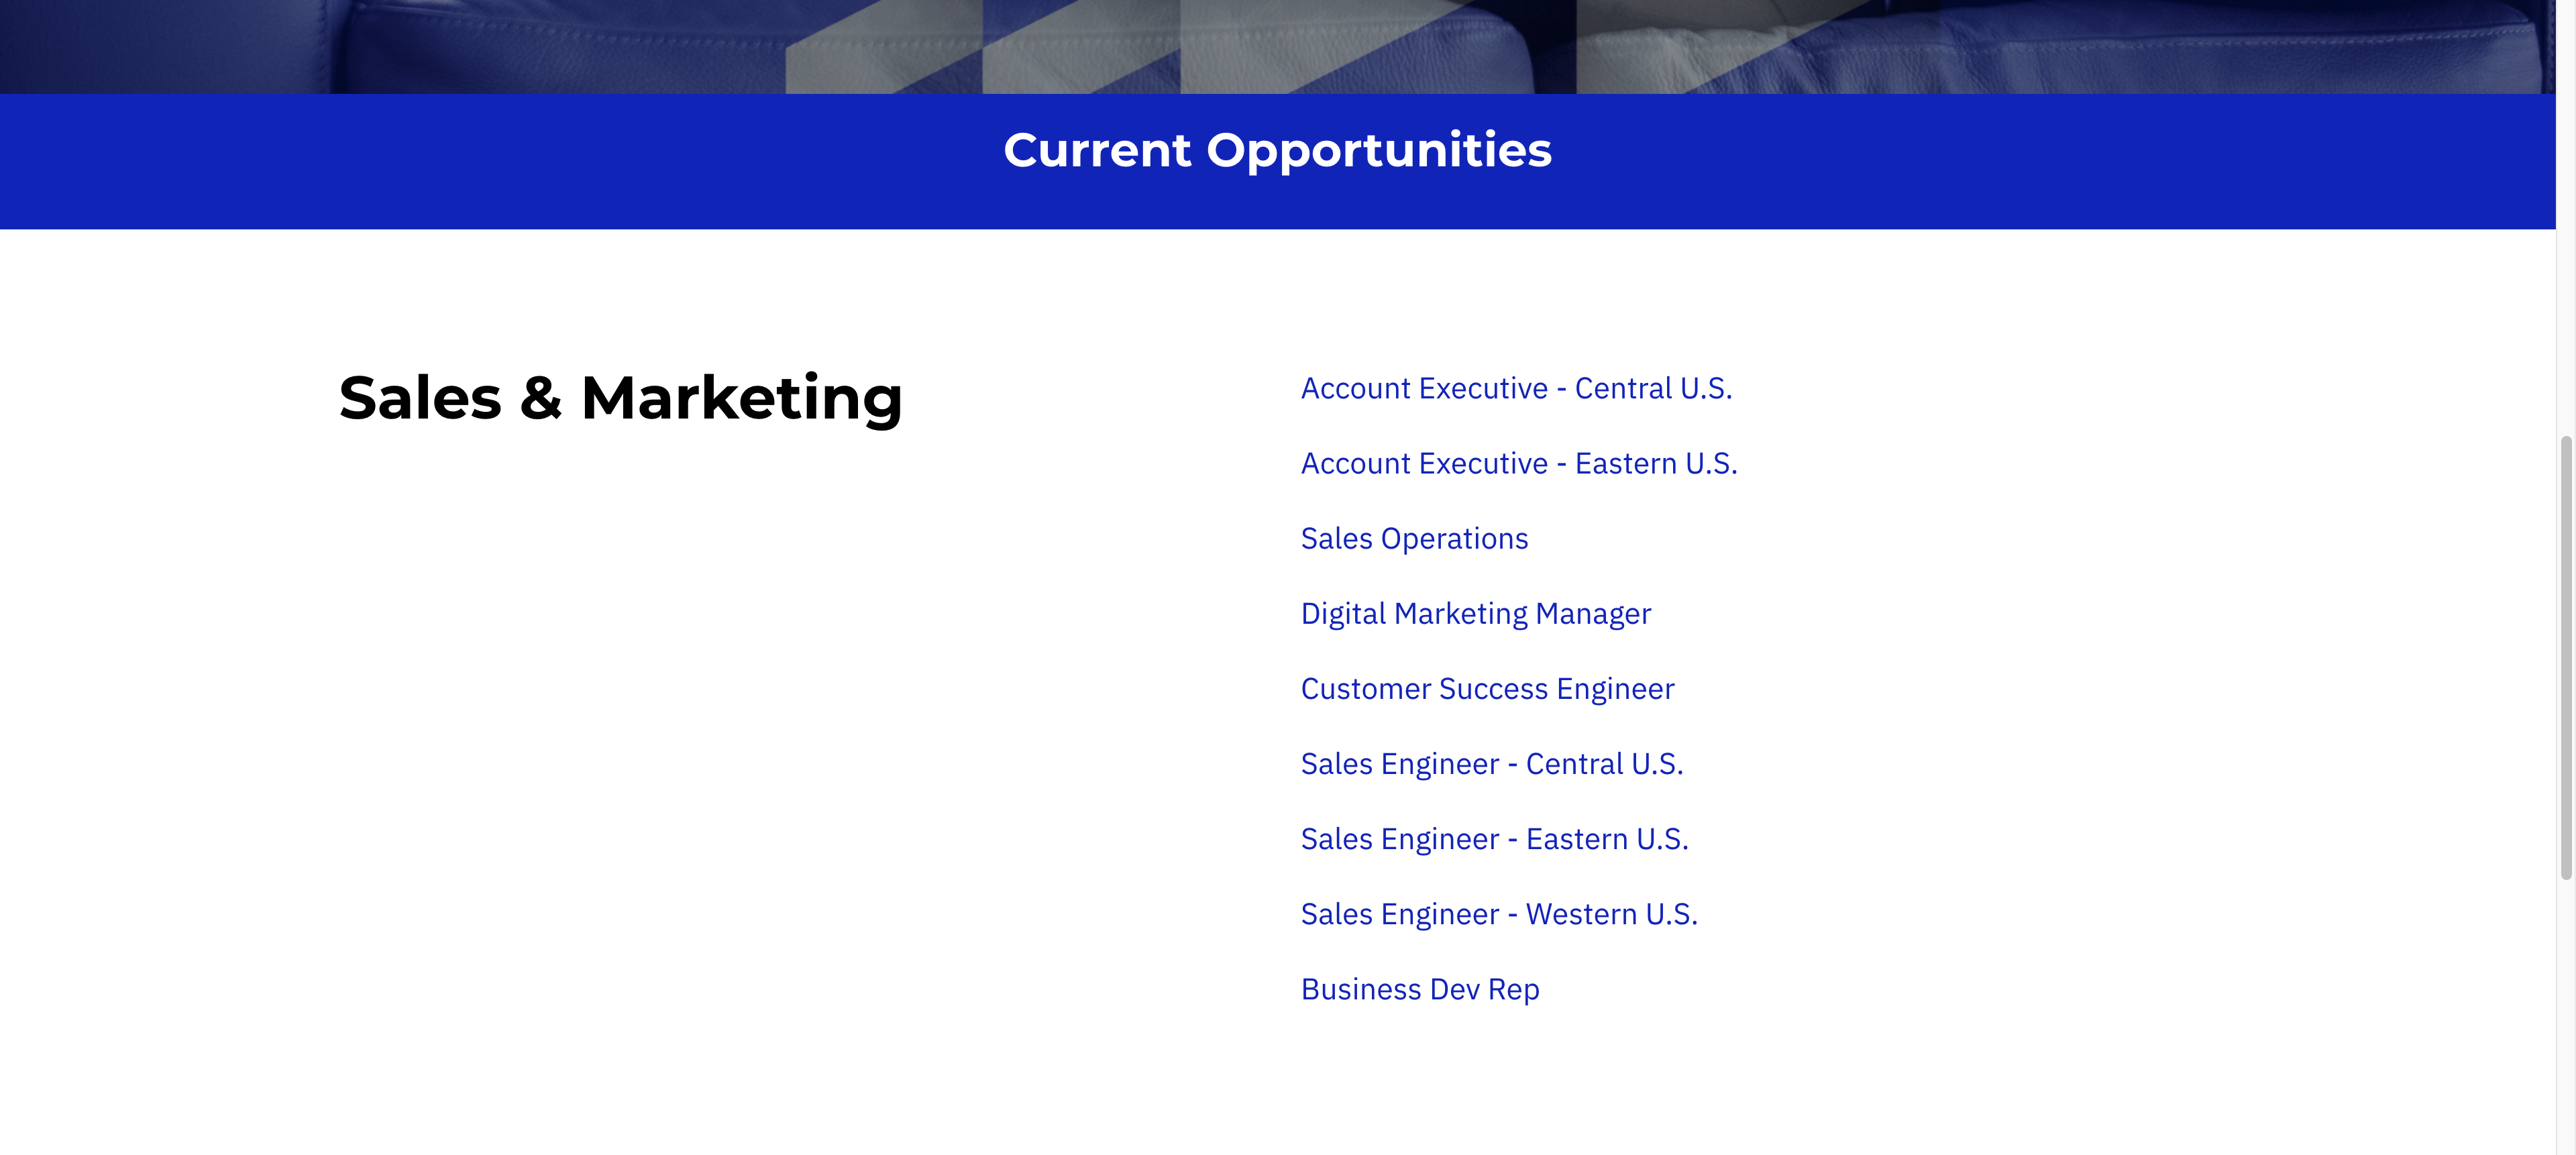 Current Opportunities
Sales & Marketing
Account Executive - Central U.S.
Account Executive - Eastern U.S.
Sales Operations
Digital Marketing Manager
Customer Success Engineer
Sales Engineer - Central U.S.
Sales Engineer - Eastern U.S.
Sales Engineer - Western U.S.
Business Dev Rep